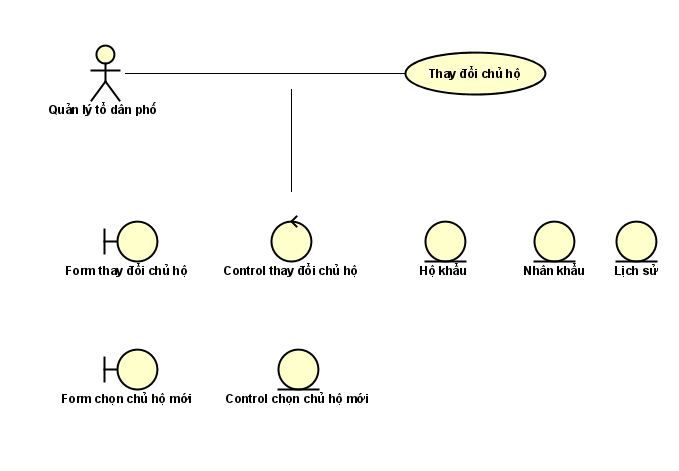 Thay đổi chủ hộ
Quản lý tổ dân phố
Form thay đổi chủ hộ
Control thay đổi chủ hộ
Hộ khẩu
Nhân khẩu
Lịch sử
Form chọn chủ hộ mới
Control chọn chủ hộ mới